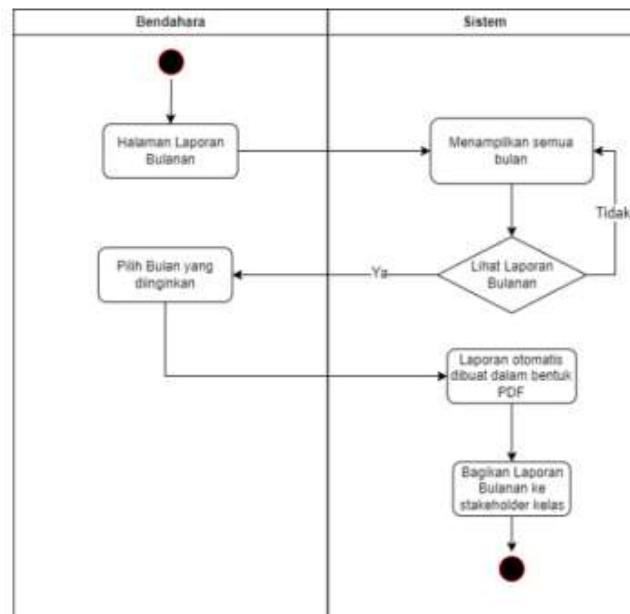 Bendahara
Sistem
Halaman Laporan
Bulanan
Menampilkan semua
bulan
Tidak
Pilih Bulan yang
diinginkan
Ya
Lihat Laporan
Bulanan
Laporan otomatis
dibuat dalam bentuk
PDF
Bagikan Laporan
Bulanan ke
stakeholder kelas